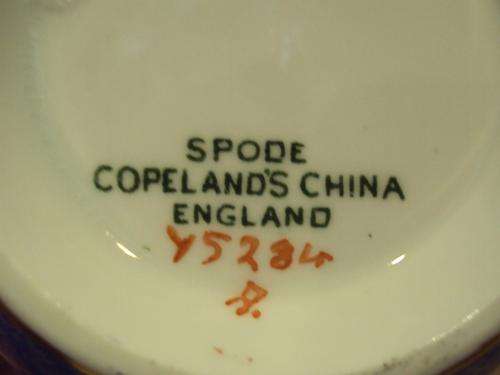 SPODE
COPELAND'S CHINA
ENGLAND
Y5284